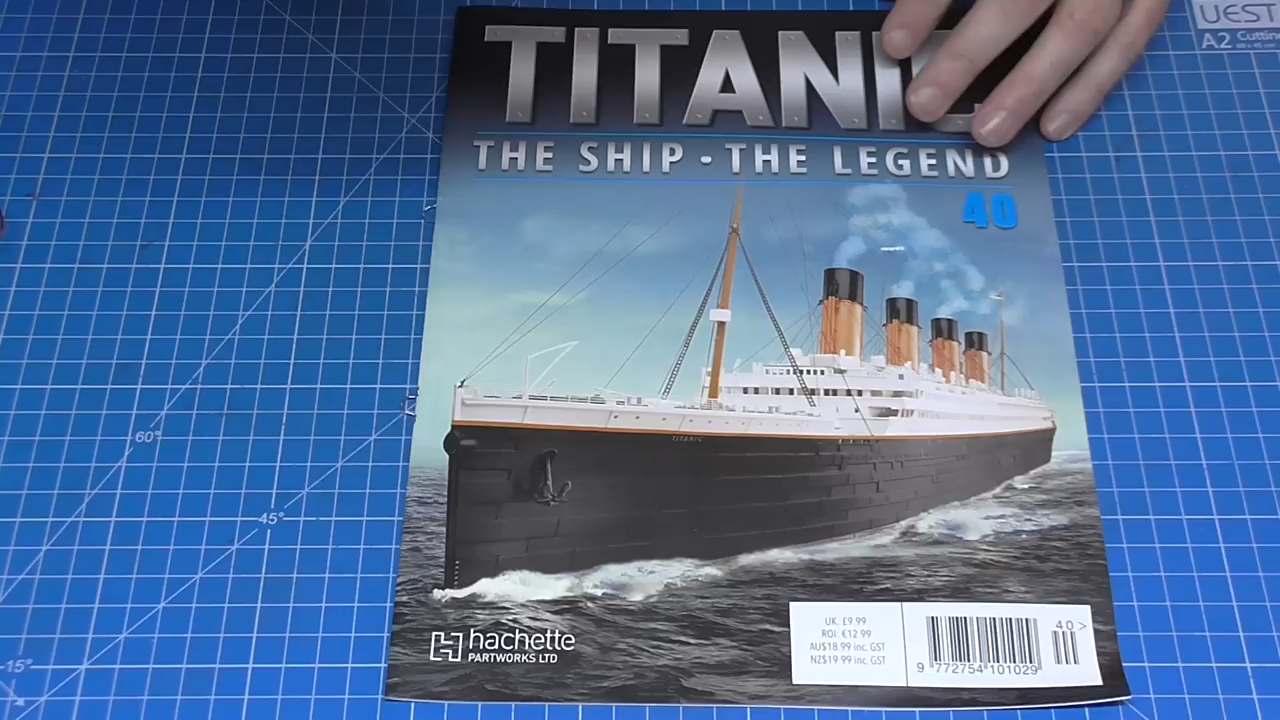 TITANIC
THE SHIP • THE LEGEND
40
TITANIC
hachette
PARTWORKS LTD
UK: £9.99
ROI: €12.99
AU$18.99 inc. GST
NZ$19.99 inc. GST
40>
9 772754 101029
A2 Cutting
60°
45°
15°